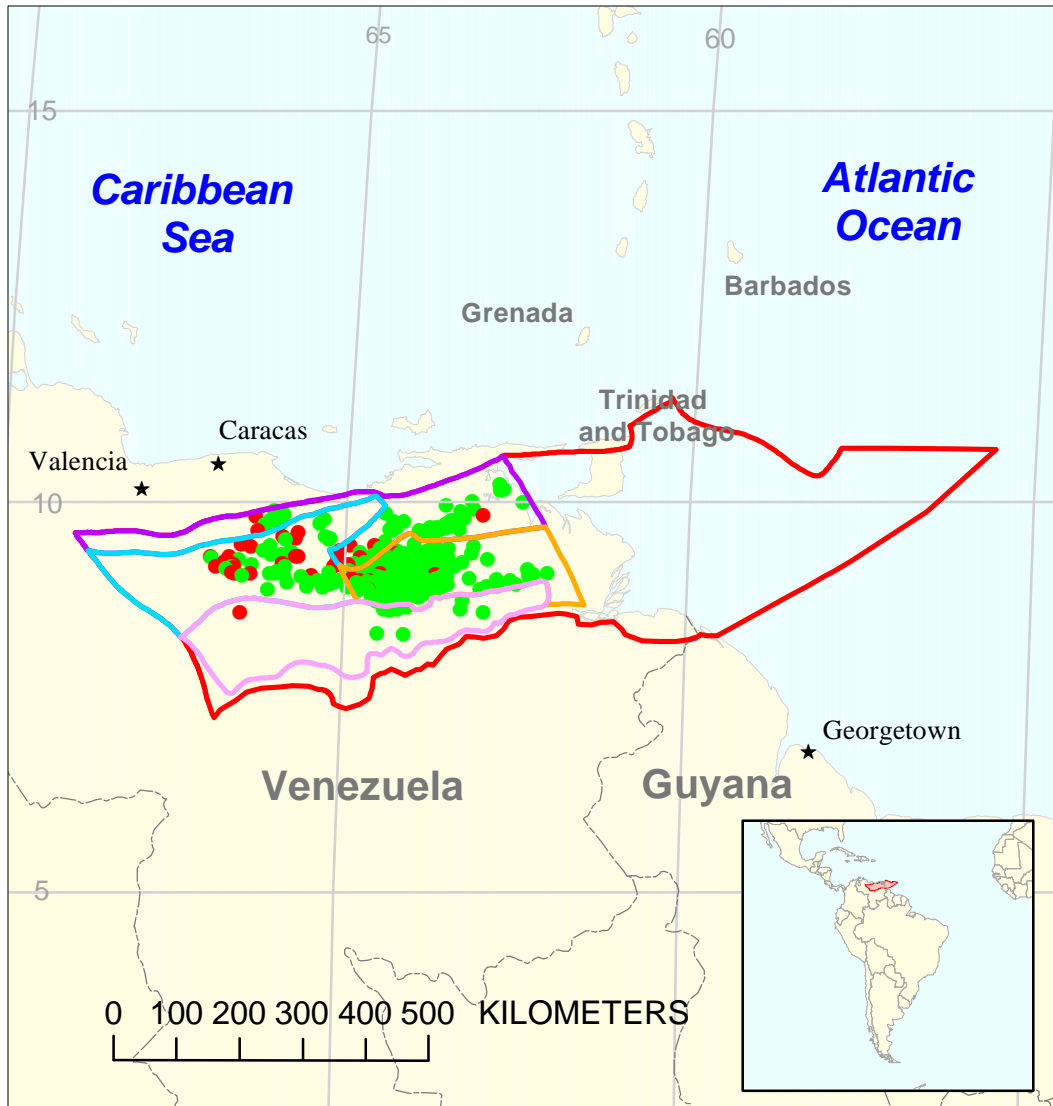 65
60
15
Caribbean
Sea
Atlantic
Ocean
Barbados
Grenada
Trinidad
and Tobago
Caracas
Valencia
10
Georgetown
Venezuela
Guyana
5
0 100 200 300 400 500 KILOMETERS